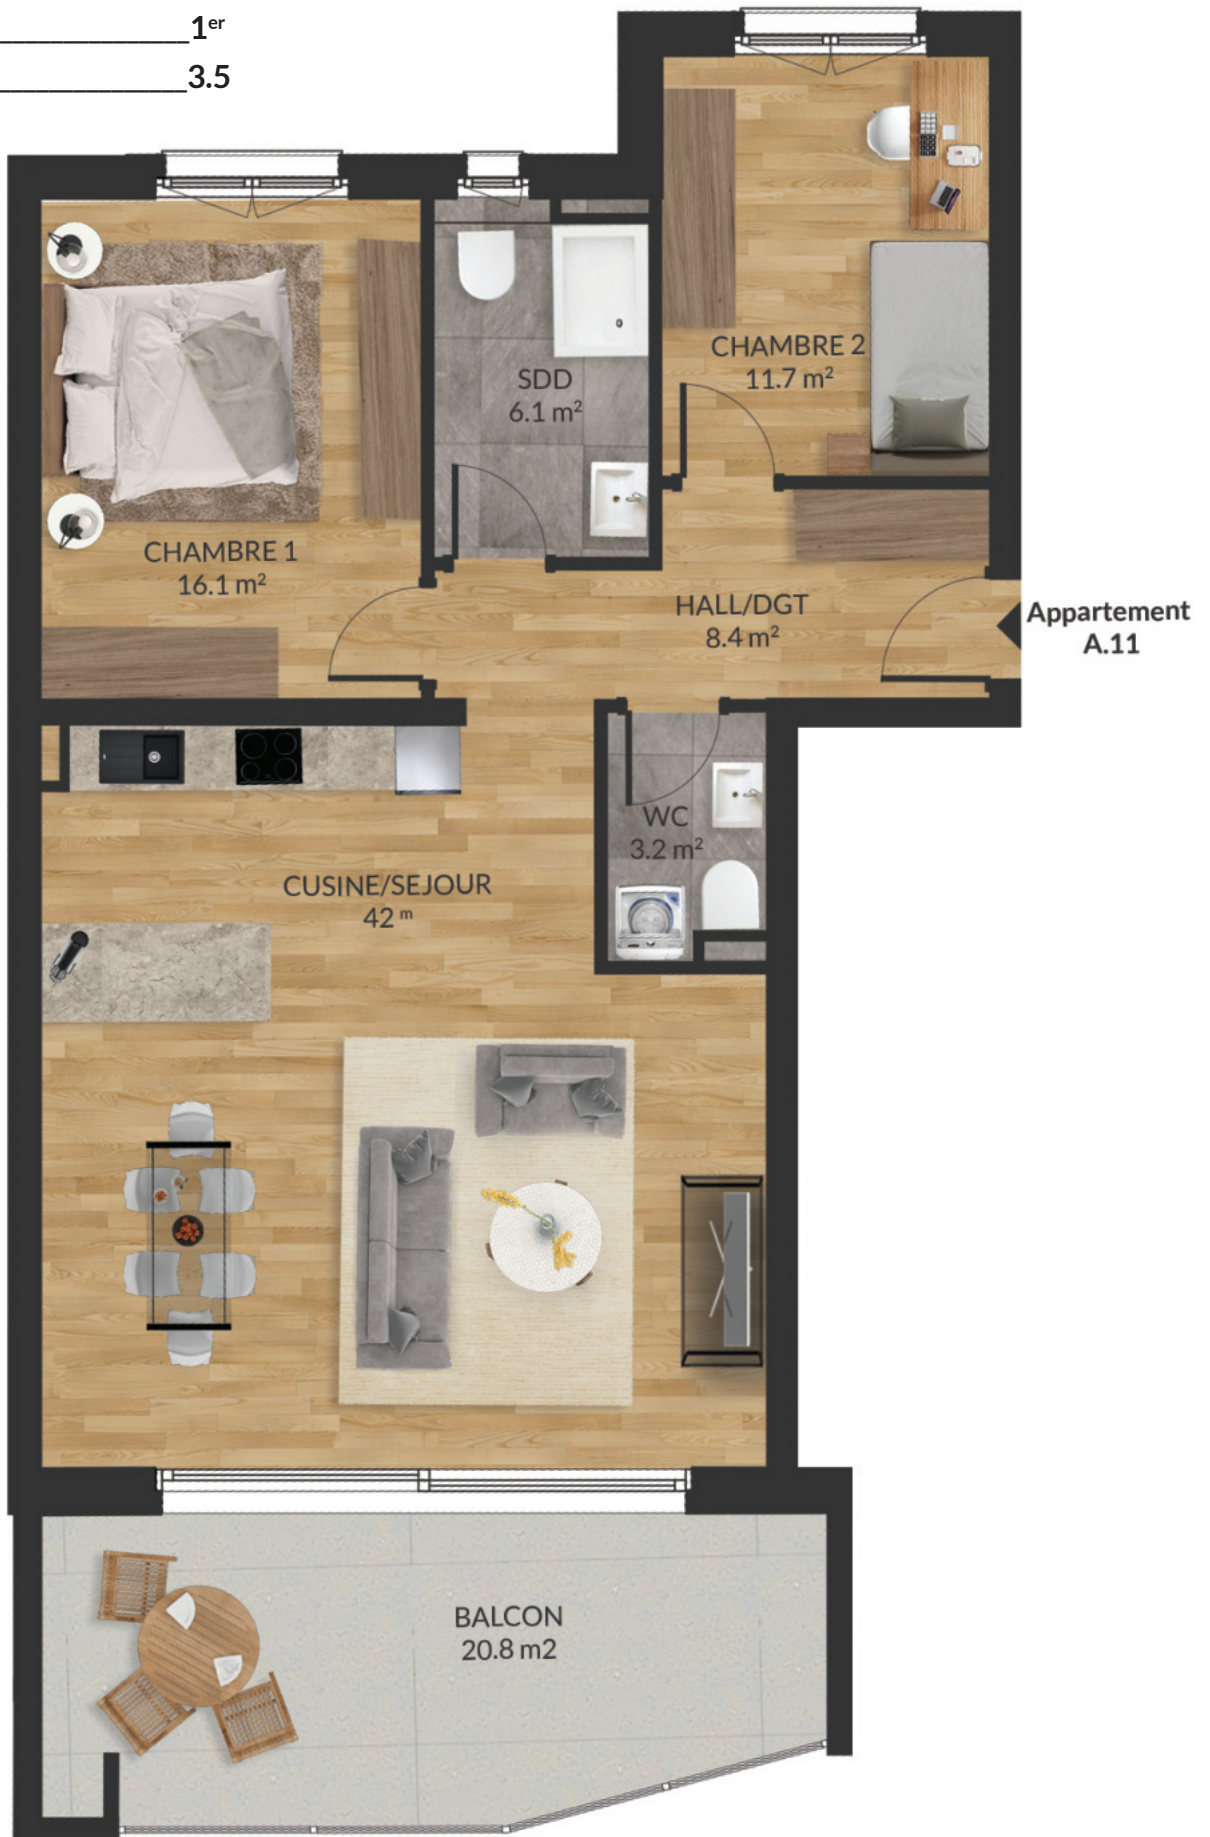 1er
3.5
CHAMBRE 2
11.7 m²
SDD
6.1 m²
CHAMBRE 1
16.1 m²
HALL/DGT
8.4 m²
Appartement
A.11
WC
3.2 m²
CUSINE/SEJOUR
42 m
BALCON
20.8 m2